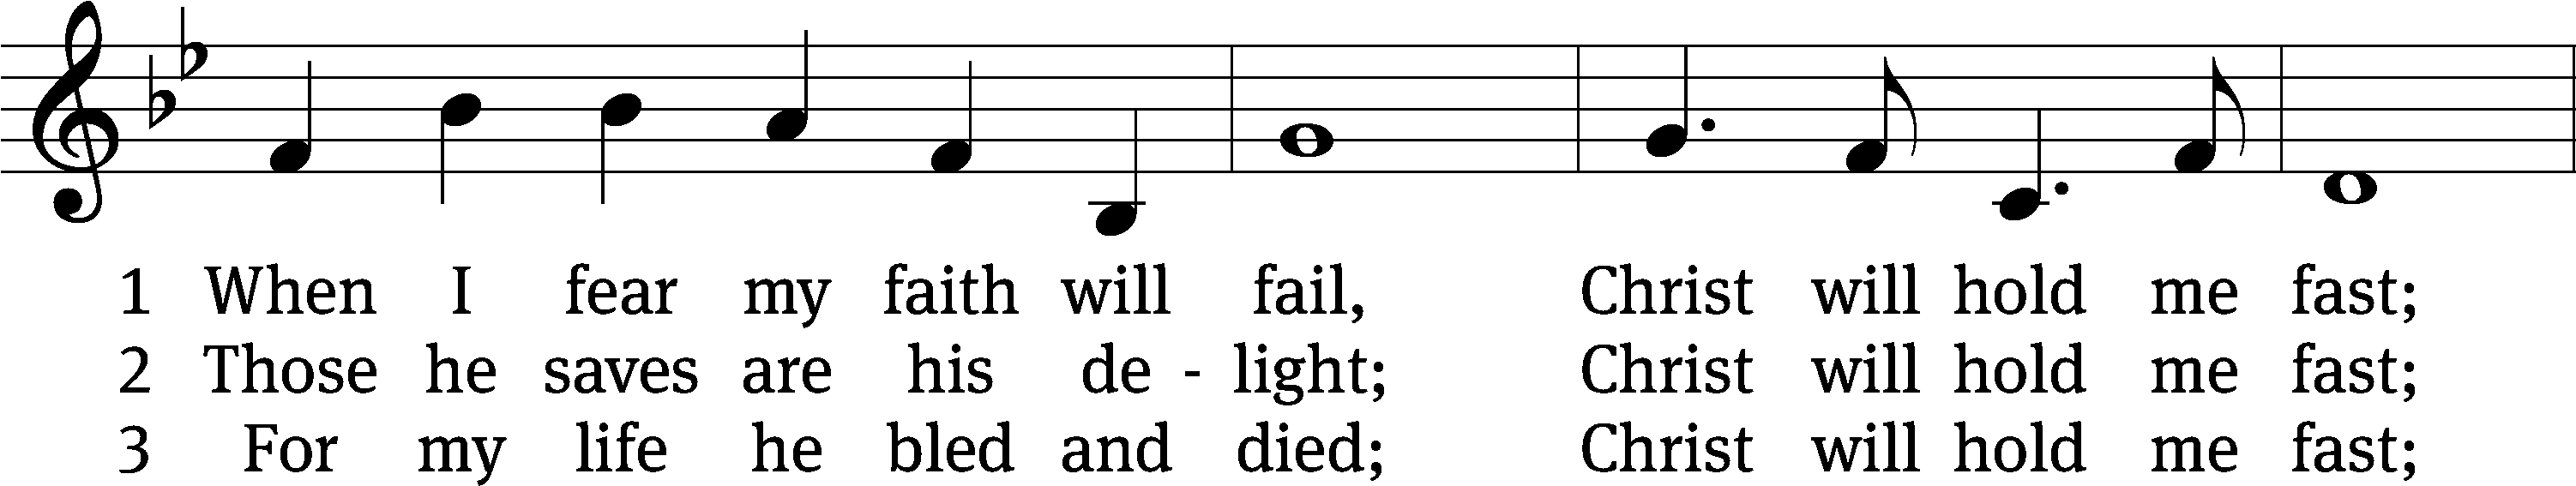 1 When I fear my faith will fail, Christ will hold me fast;
2 Those he saves are his de - light; Christ will hold me fast;
3 For my life he bled and died; Christ will hold me fast;